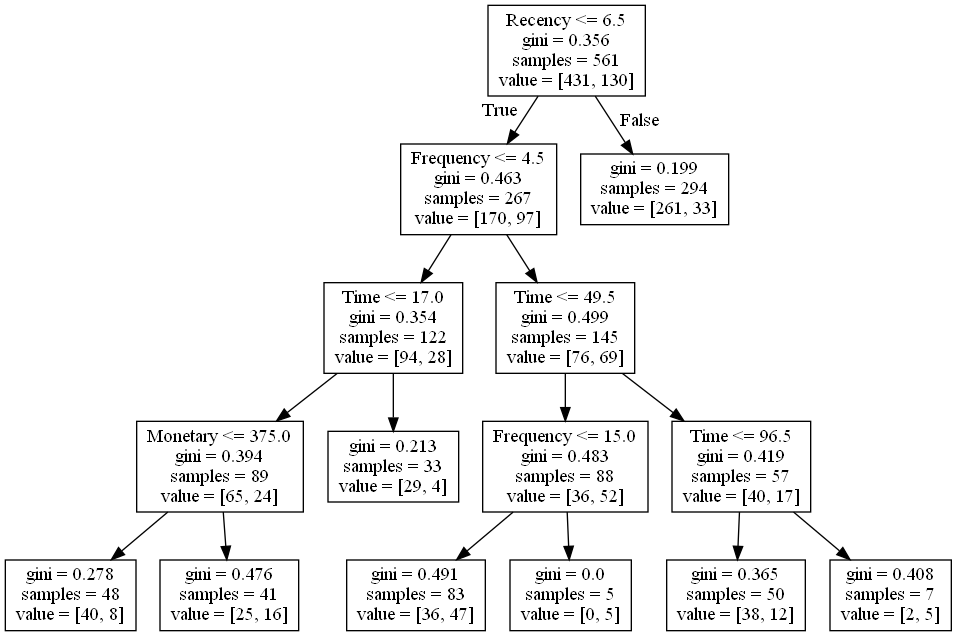 Recency <= 6.5
gini = 0.356
samples = 561
value = [431, 130]
True
False
Frequency <= 4.5
gini = 0.463
samples = 267
value = [170, 97]
gini = 0.199
samples = 294
value = [261, 33]
Time <= 17.0
gini = 0.354
samples = 122
value = [94, 28]
Time <= 49.5
gini = 0.499
samples = 145
value = [76, 69]
Monetary <= 375.0
gini = 0.394
samples = 89
value = [65, 24]
gini = 0.213
samples = 33
value = [29, 4]
Frequency <= 15.0
gini = 0.483
samples = 88
value = [36, 52]
Time <= 96.5
gini = 0.419
samples = 57
value = [40, 17]
gini = 0.278
samples = 48
value = [40, 8]
gini = 0.476
samples = 41
value = [25, 16]
gini = 0.491
samples = 83
value = [36, 47]
gini = 0.0
samples = 5
value = [0, 5]
gini = 0.365
samples = 50
value = [38, 12]
gini = 0.408
samples = 7
value = [2, 5]